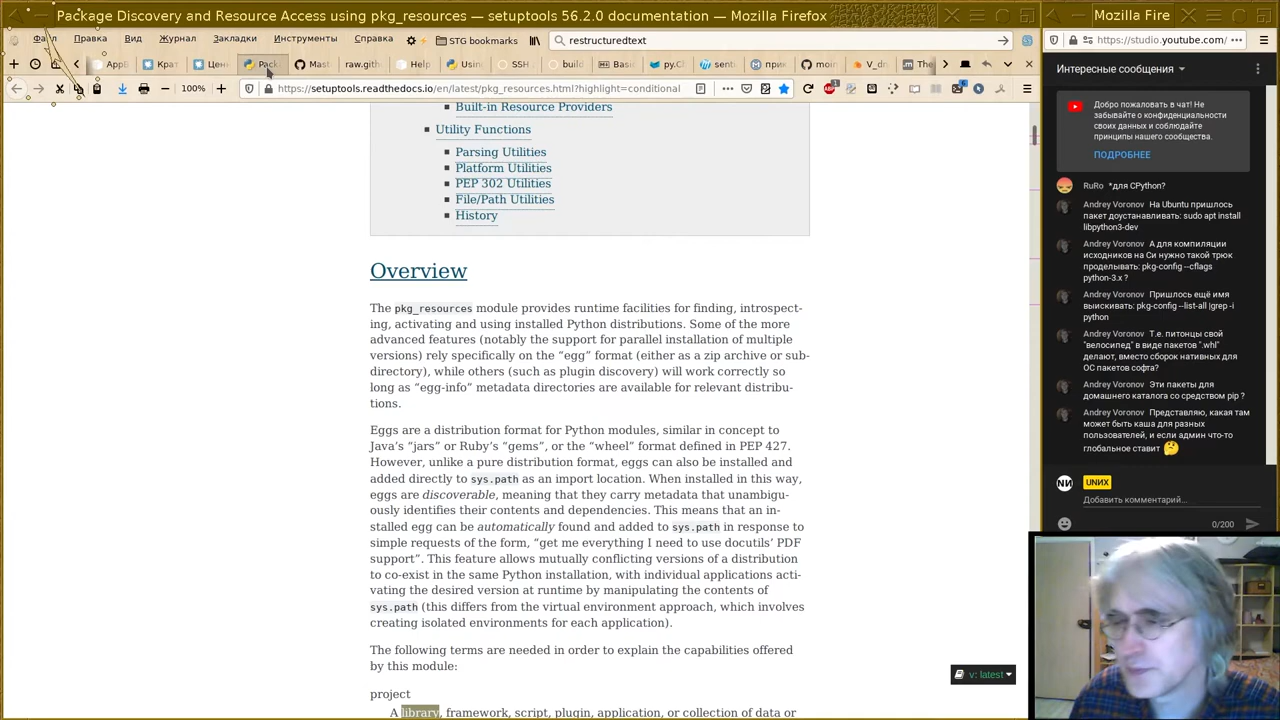 Package Discovery and Resource Access using pkg_resources — setuptools 56.2.0 documentation — Mozilla Firefox
Файл Правка Вид Журнал Закладки Инструменты Справка STG bookmarks restructuredtext
Крат Цен Pack Mast raw.gith Help Using SSH, build Basi py.Ch moin V_dr The
100% https://setuptools.readthedocs.io/en/latest/pkg_resources.html?highlight=conditional
Built-in Resource Providers
Utility Functions
Parsing Utilities
Platform Utilities
PEP 302 Utilities
File/Path Utilities
History
Overview
The pkg_resources module provides runtime facilities for finding, introspect-
ing, activating and using installed Python distributions. Some of the more
advanced features (notably the support for parallel installation of multiple
versions) rely specifically on the “egg” format (either as a zip archive or sub-
directory), while others (such as plugin discovery) will work correctly so
long as “egg-info” metadata directories are available for relevant distribu-
tions.
Eggs are a distribution format for Python modules, similar in concept to
Java’s “jars” or Ruby’s “gems”, or the “wheel” format defined in PEP 427.
However, unlike a pure distribution format, eggs can also be installed and
added directly to sys.path as an import location. When installed in this way,
eggs are discoverable, meaning that they carry metadata that unambigu-
ously identifies their contents and dependencies. This means that an in-
stalled egg can be automatically found and added to sys.path in response to
simple requests of the form, “get me everything I need to use docutils’ PDF
support”. This feature allows mutually conflicting versions of a distribution
to co-exist in the same Python installation, with individual applications acti-
vating the desired version at runtime by manipulating the contents of
sys.path (this differs from the virtual environment approach, which involves
creating isolated environments for each application).
The following terms are needed in order to explain the capabilities offered
by this module:
project
A library, framework, script, plugin, application, or collection of data or
v: latest
Mozilla Fire
https://studio.youtube.com/
Интересные сообщения
Добро пожаловать в чат! Не
забывайте о конфиденциальности
своих данных и соблюдайте
принципы нашего сообщества.
ПОДРОБНЕЕ
RuRo *для CPython?
Andrey Voronov На Ubuntu пришлось
пакет доустанавливать: sudo apt install
libpython3-dev
Andrey Voronov А для компиляции
исходников на Си нужно такой трюк
проделывать: pkg-config --cflags
python-3.x ?
Andrey Voronov Пришлось ещё имя
выискивать: pkg-config --list-all |grep -i
python
Andrey Voronov Т.е. питонцы свой
"велосипед" в виде пакетов ".whl"
делают, вместо сборок нативных для
ОС пакетов софта?
Andrey Voronov Эти пакеты для
домашнего каталога со средством pip ?
Andrey Voronov Представляю, какая там
может быть каша для разных
пользователей, и если админ что-то
глобальное ставит
UNИX
Добавить комментарий...
0/200